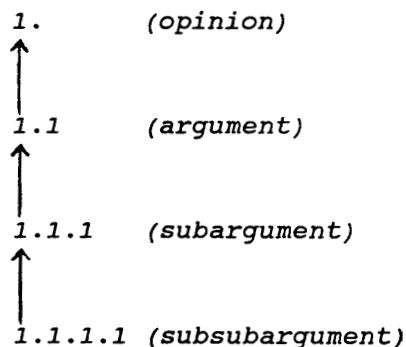 1. (opinion)
1.1 (argument)
1.1.1 (subargument)
1.1.1.1 (subsubargument)